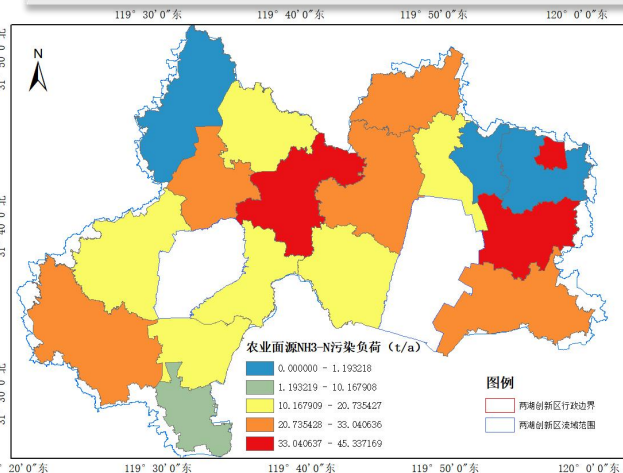 119° 30′0″东 119° 40′0″东 119° 50′0″东 120° 0′0″东
N
农业面源NH3-N污染负荷（t/a）
0.000000 - 1.193218
1.193219 - 10.167908
10.167909 - 20.735427
20.735428 - 33.040636
33.040637 - 45.337169
图例
两湖创新区行政边界
两湖创新区流域范围
° 20′0″东 119° 30′0″东 119° 40′0″东 119° 50′0″东 120° 0′0″东